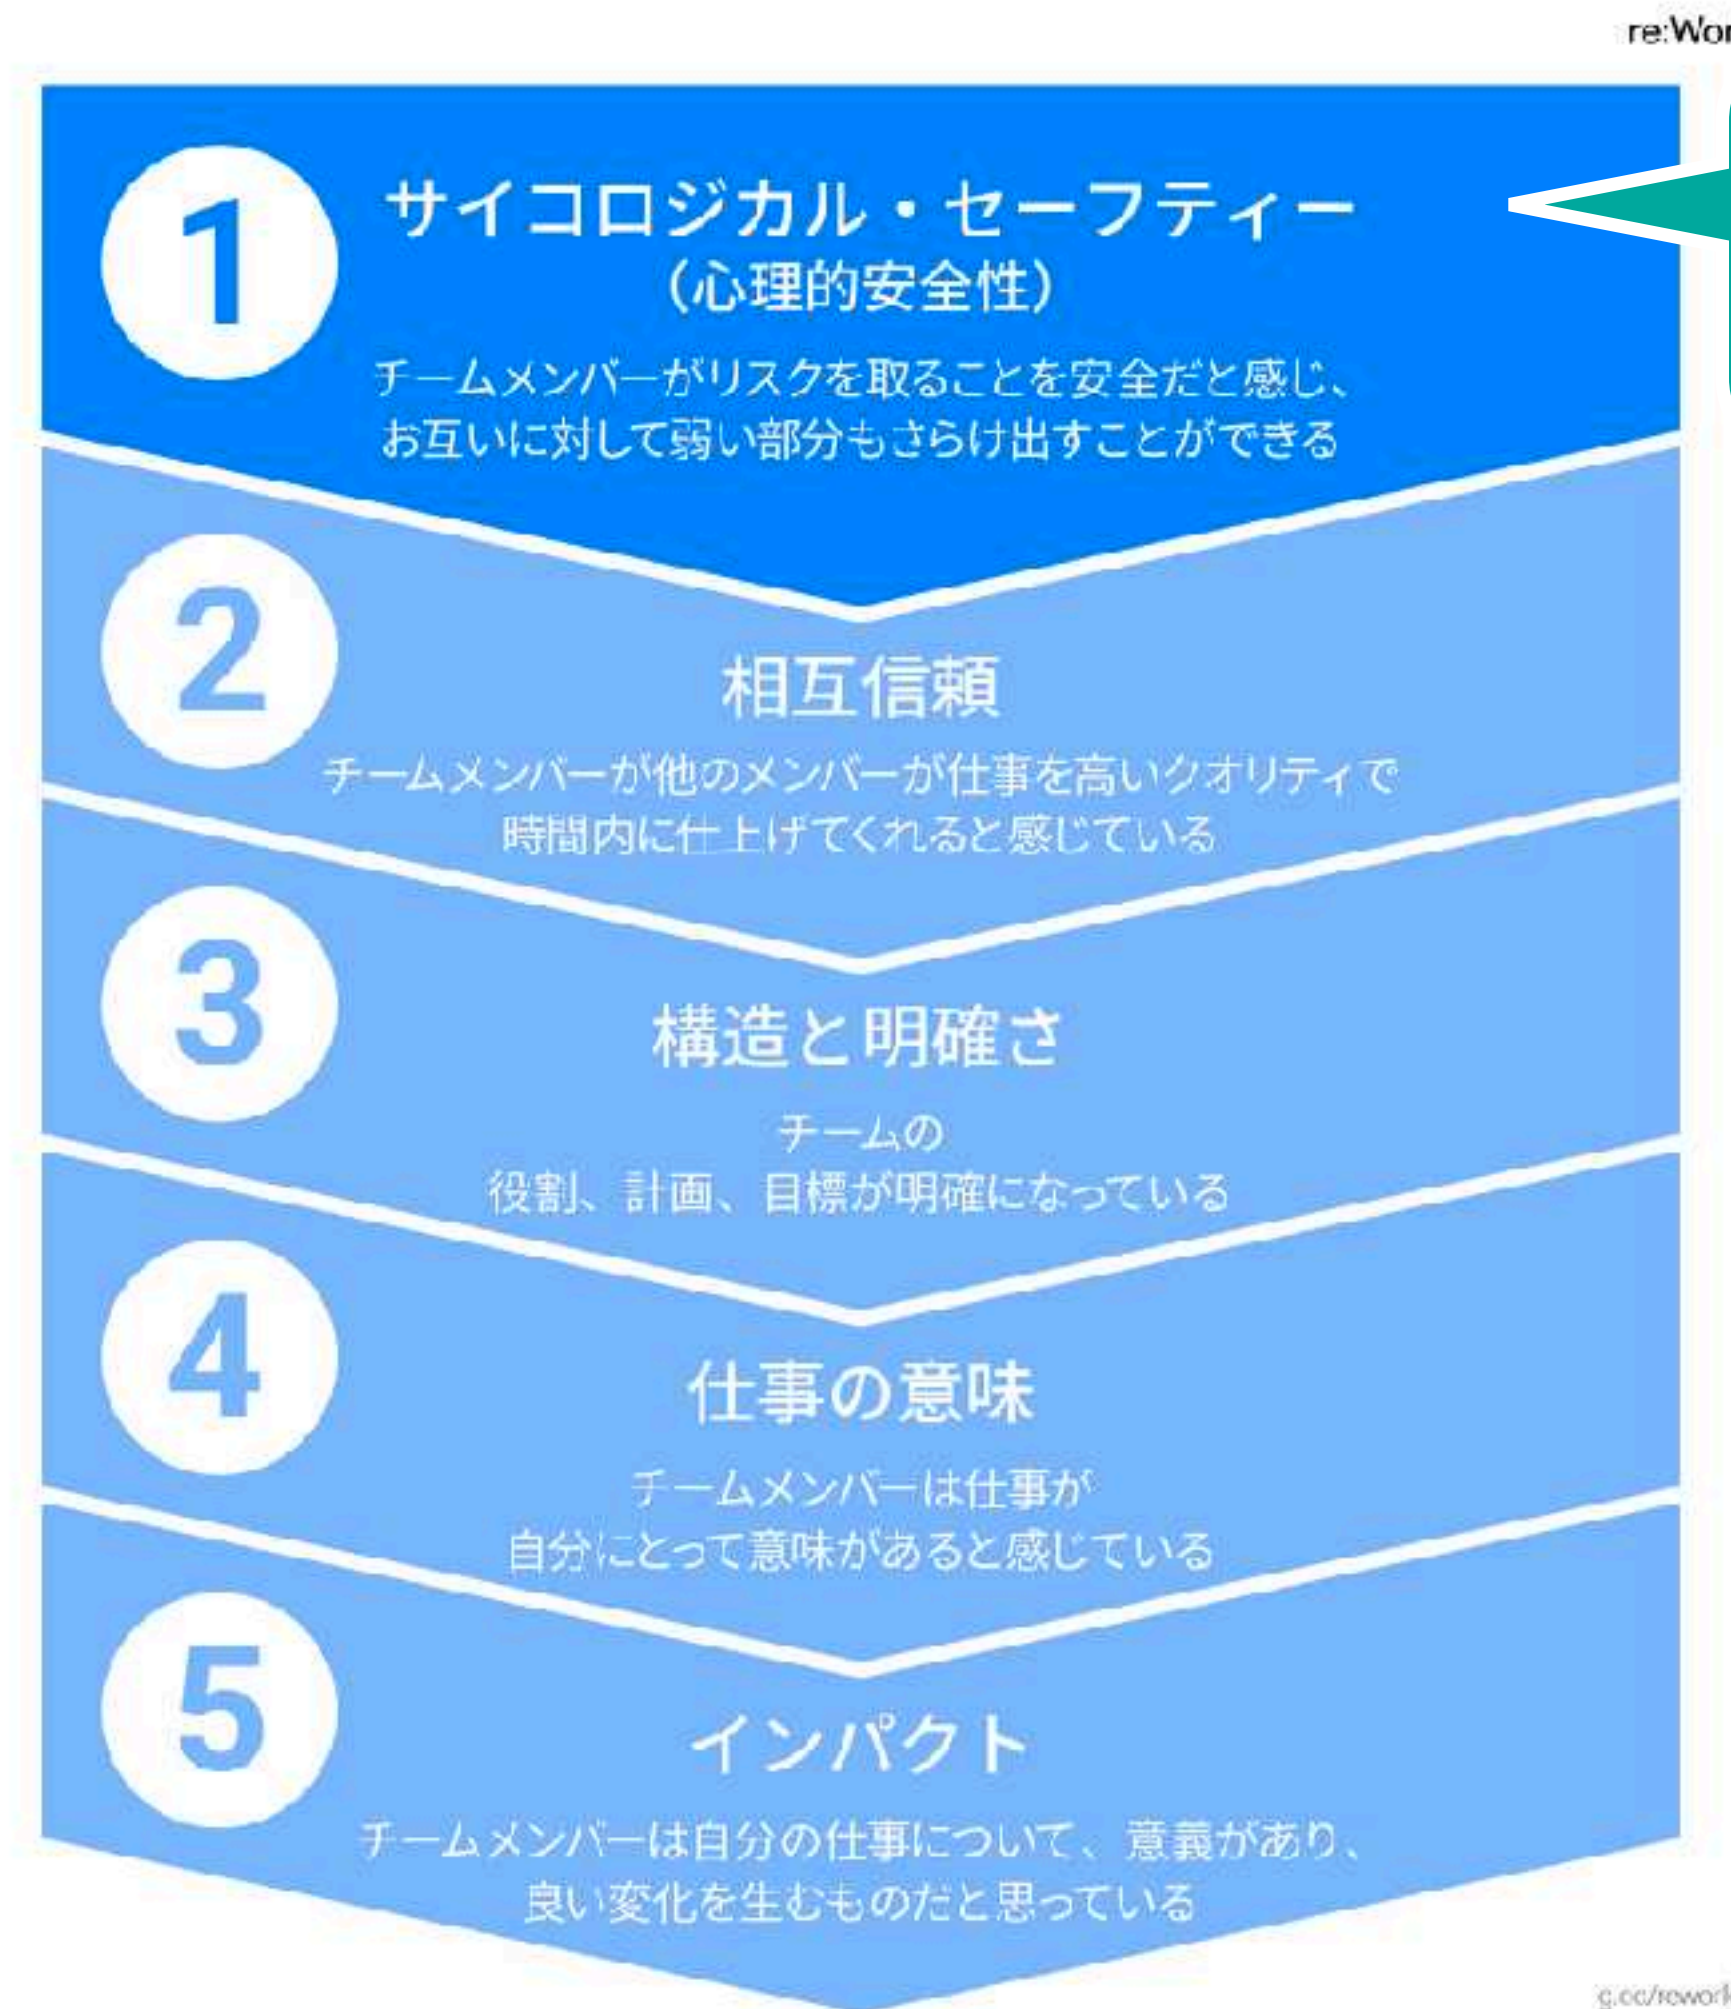 re:Wor
1
サイコロジカル・セーフティー
（心理的安全性）
チームメンバーがリスクを取ることを安全だと感じ、
お互いに対して弱い部分もさらけ出すことができる
2
相互信頼
チームメンバーが他のメンバーが仕事を高いクオリティで
時間内に仕上げてくれると感じている
3
構造と明確さ
チームの
役割、計画、目標が明確になっている
4
仕事の意味
チームメンバーは仕事が
自分にとって意味があると感じている
5
インパクト
チームメンバーは自分の仕事について、意義があり、
良い変化を生むものだと思っている